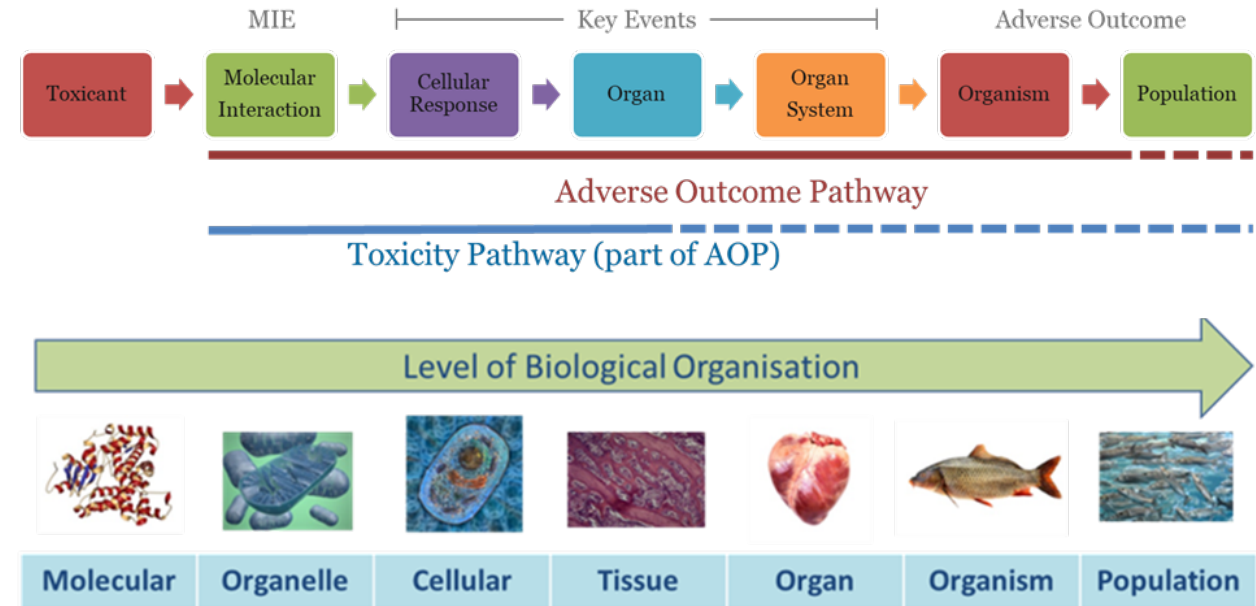 MIE
Key Events
Adverse Outcome
Toxicant
Molecular
Interaction
Cellular
Response
Organ
Organ
System
Organism
Population
Adverse Outcome Pathway
Toxicity Pathway (part of AOP)
Level of Biological Organisation
Molecular
Organelle
Cellular
Tissue
Organ
Organism
Population